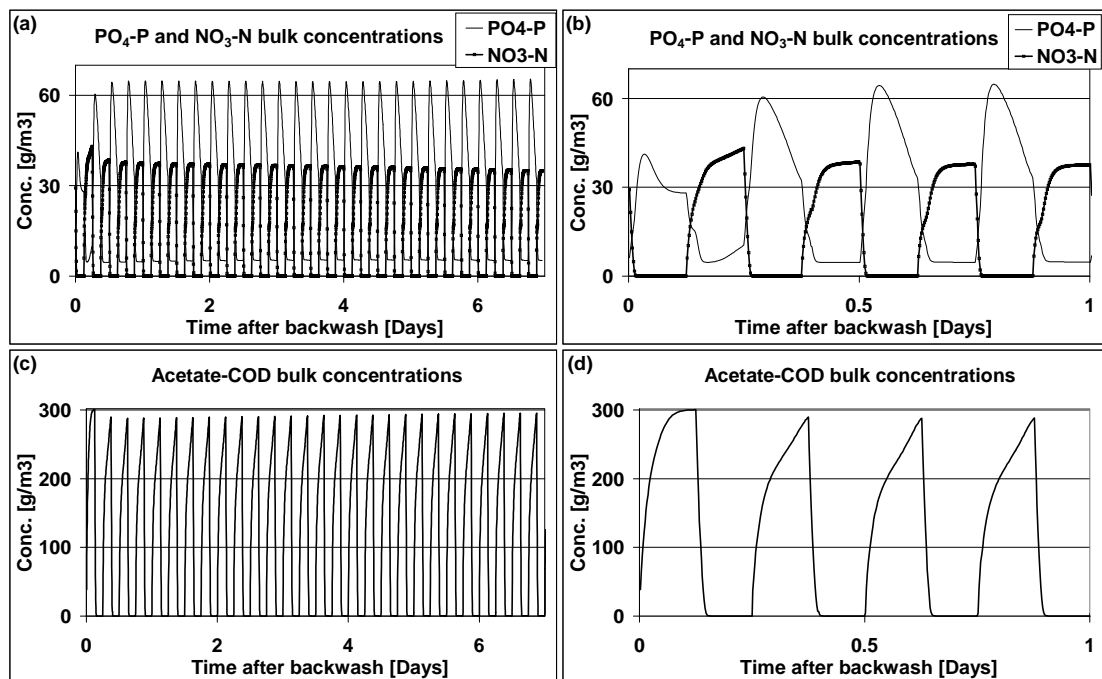 (a)
PO4-P and NO3-N bulk concentrations
PO4-P
NO3-N
60
30
0
Conc. [g/m3]
0 2 4 6
Time after backwash [Days]
(b)
PO4-P and NO3-N bulk concentrations
PO4-P
NO3-N
60
30
0
Conc. [g/m3]
0 0.5 1
Time after backwash [Days]
(c)
Acetate-COD bulk concentrations
300
200
100
0
Conc. [g/m3]
0 2 4 6
Time after backwash [Days]
(d)
Acetate-COD bulk concentrations
300
200
100
0
Conc. [g/m3]
0 0.5 1
Time after backwash [Days]